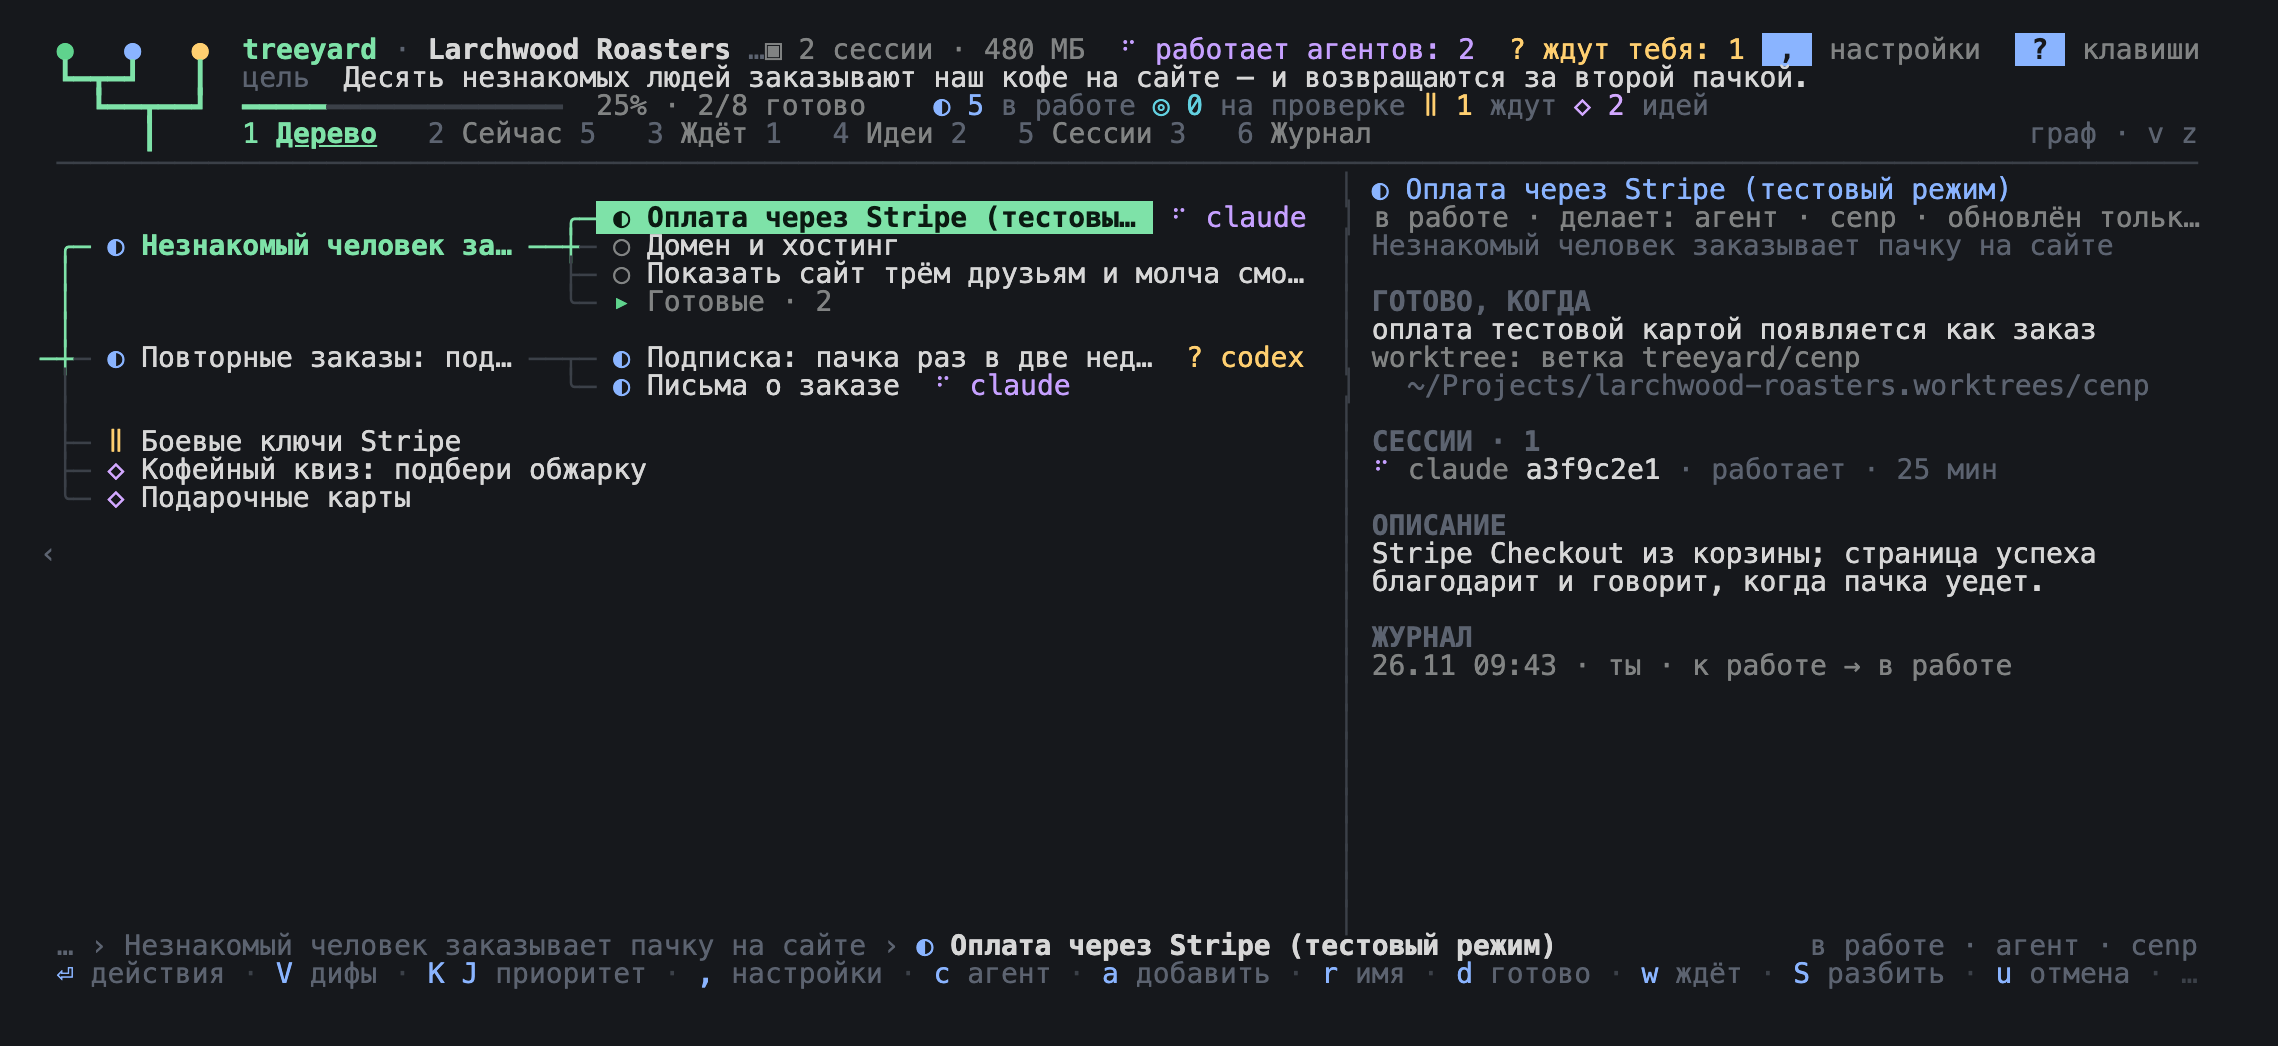 treeyard · Larchwood Roasters …▣ 2 сессии · 480 МБ ⠋ работает агентов: 2 ? ждут тебя: 1 , настройки ? клавиши
цель Десять незнакомых людей заказывают наш кофе на сайте — и возвращаются за второй пачкой.
25% · 2/8 готово ◐ 5 в работе ◎ 0 на проверке ‖ 1 ждут ◇ 2 идей
1 Дерево 2 Сейчас 5 3 Ждёт 1 4 Идеи 2 5 Сессии 3 6 Журнал граф · v z
◐ Оплата через Stripe (тестовы… claude
◐ Незнакомый человек за… ○ Домен и хостинг
○ Показать сайт трём друзьям и молча смо…
▸ Готовые · 2
◐ Повторные заказы: под… ◐ Подписка: пачка раз в две нед… ? codex
◐ Письма о заказе claude
‖ Боевые ключи Stripe
◇ Кофейный квиз: подбери обжарку
◇ Подарочные карты
‹
◐ Оплата через Stripe (тестовый режим)
в работе · делает: агент · cenp · обновлён тольк…
Незнакомый человек заказывает пачку на сайте
ГОТОВО, КОГДА
оплата тестовой картой появляется как заказ
worktree: ветка treeyard/cenp
~/Projects/larchwood-roasters.worktrees/cenp
СЕССИИ · 1
claude a3f9c2e1 · работает · 25 мин
ОПИСАНИЕ
Stripe Checkout из корзины; страница успеха
благодарит и говорит, когда пачка уедет.
ЖУРНАЛ
26.11 09:43 · ты · к работе → в работе
… › Незнакомый человек заказывает пачку на сайте › ◐ Оплата через Stripe (тестовый режим) в работе · агент · cenp
⏎ действия · V дифы · K J приоритет · , настройки · c агент · a добавить · r имя · d готово · w ждёт · S разбить · u отмена · …